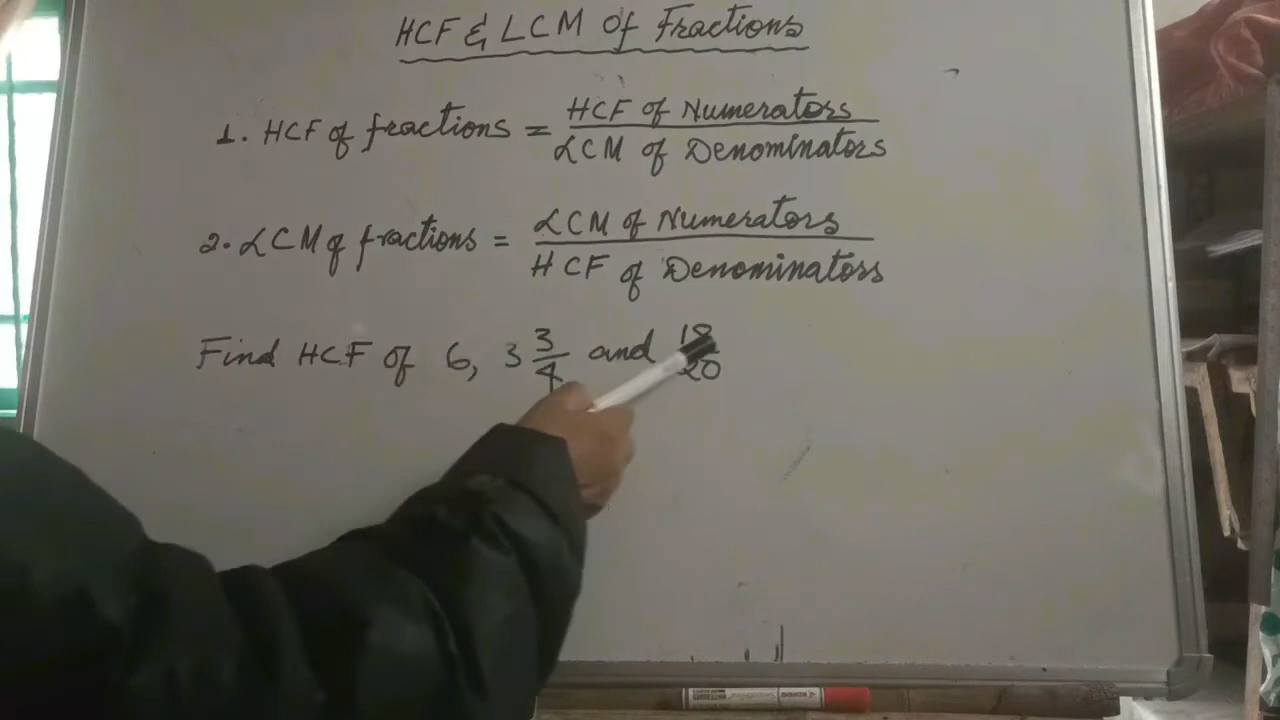 HCF & LCM Of Fractions
1. HCF of fractions = HCF of Numerators / LCM of Denominators
2. LCM of fractions = LCM of Numerators / HCF of Denominators
Find HCF of 6, 3 3/4 and 18/20